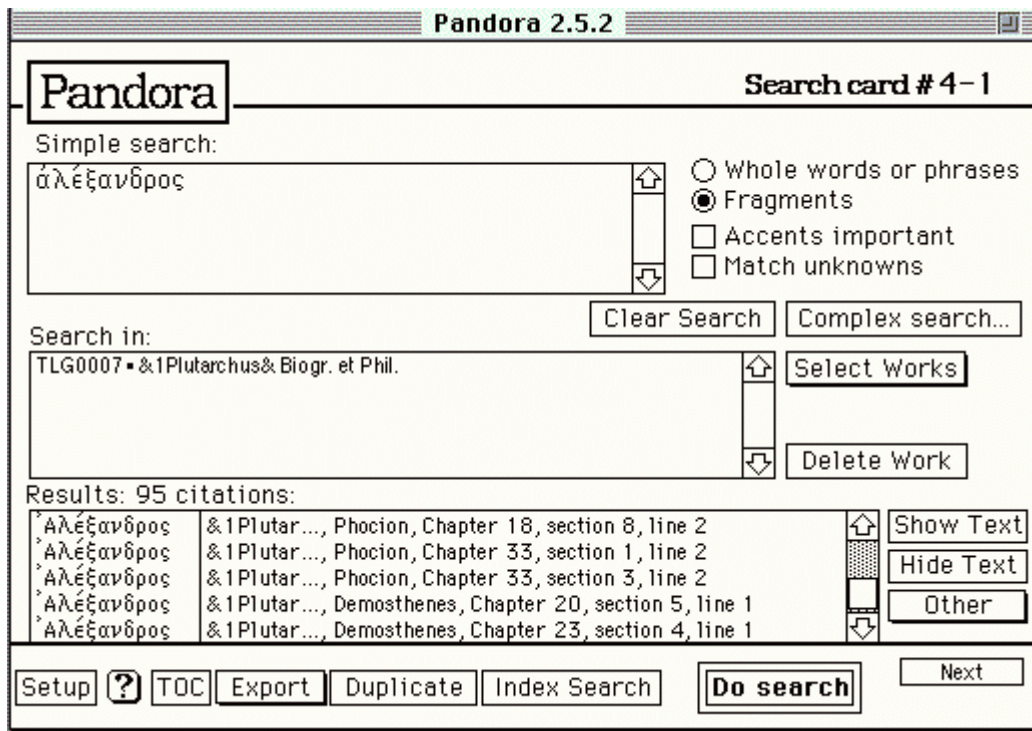 Pandora 2.5.2
Pandora
Search card # 4-1
Simple search:
ἀλέξανδρος
Whole words or phrases
Fragments
Accents important
Match unknowns
Clear Search
Complex search...
Search in:
TLG0007 ▪ &1Plutarchus& Biogr. et Phil.
Select Works
Delete Work
Results: 95 citations:
Ἀλέξανδρος &1Plutar..., Phocion, Chapter 18, section 8, line 2
Ἀλέξανδρος &1Plutar..., Phocion, Chapter 33, section 1, line 2
Ἀλέξανδρος &1Plutar..., Phocion, Chapter 33, section 3, line 2
Ἀλέξανδρος &1Plutar..., Demosthenes, Chapter 20, section 5, line 1
Ἀλέξανδρος &1Plutar..., Demosthenes, Chapter 23, section 4, line 1
Show Text
Hide Text
Other
Setup ? TOC Export Duplicate Index Search Do search Next